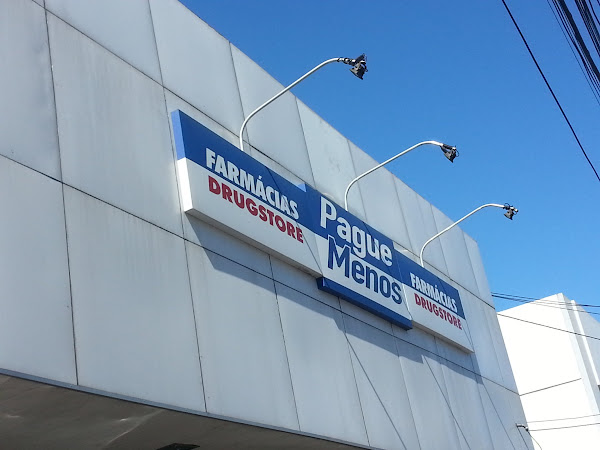 FARMÁCIAS
DRUGSTORE
Pague
Menos
FARMÁCIAS
DRUGSTORE